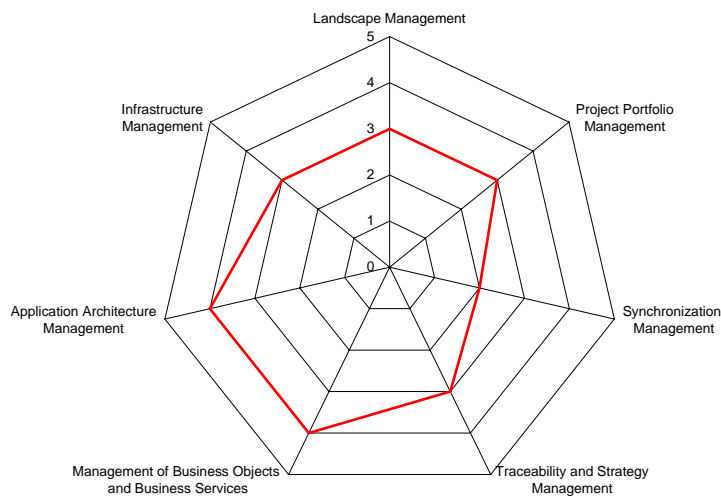 Landscape Management
5
4
3
2
1
0
Infrastructure
Management
Project Portfolio
Management
Application Architecture
Management
Synchronization
Management
Management of Business Objects
and Business Services
Traceability and Strategy
Management